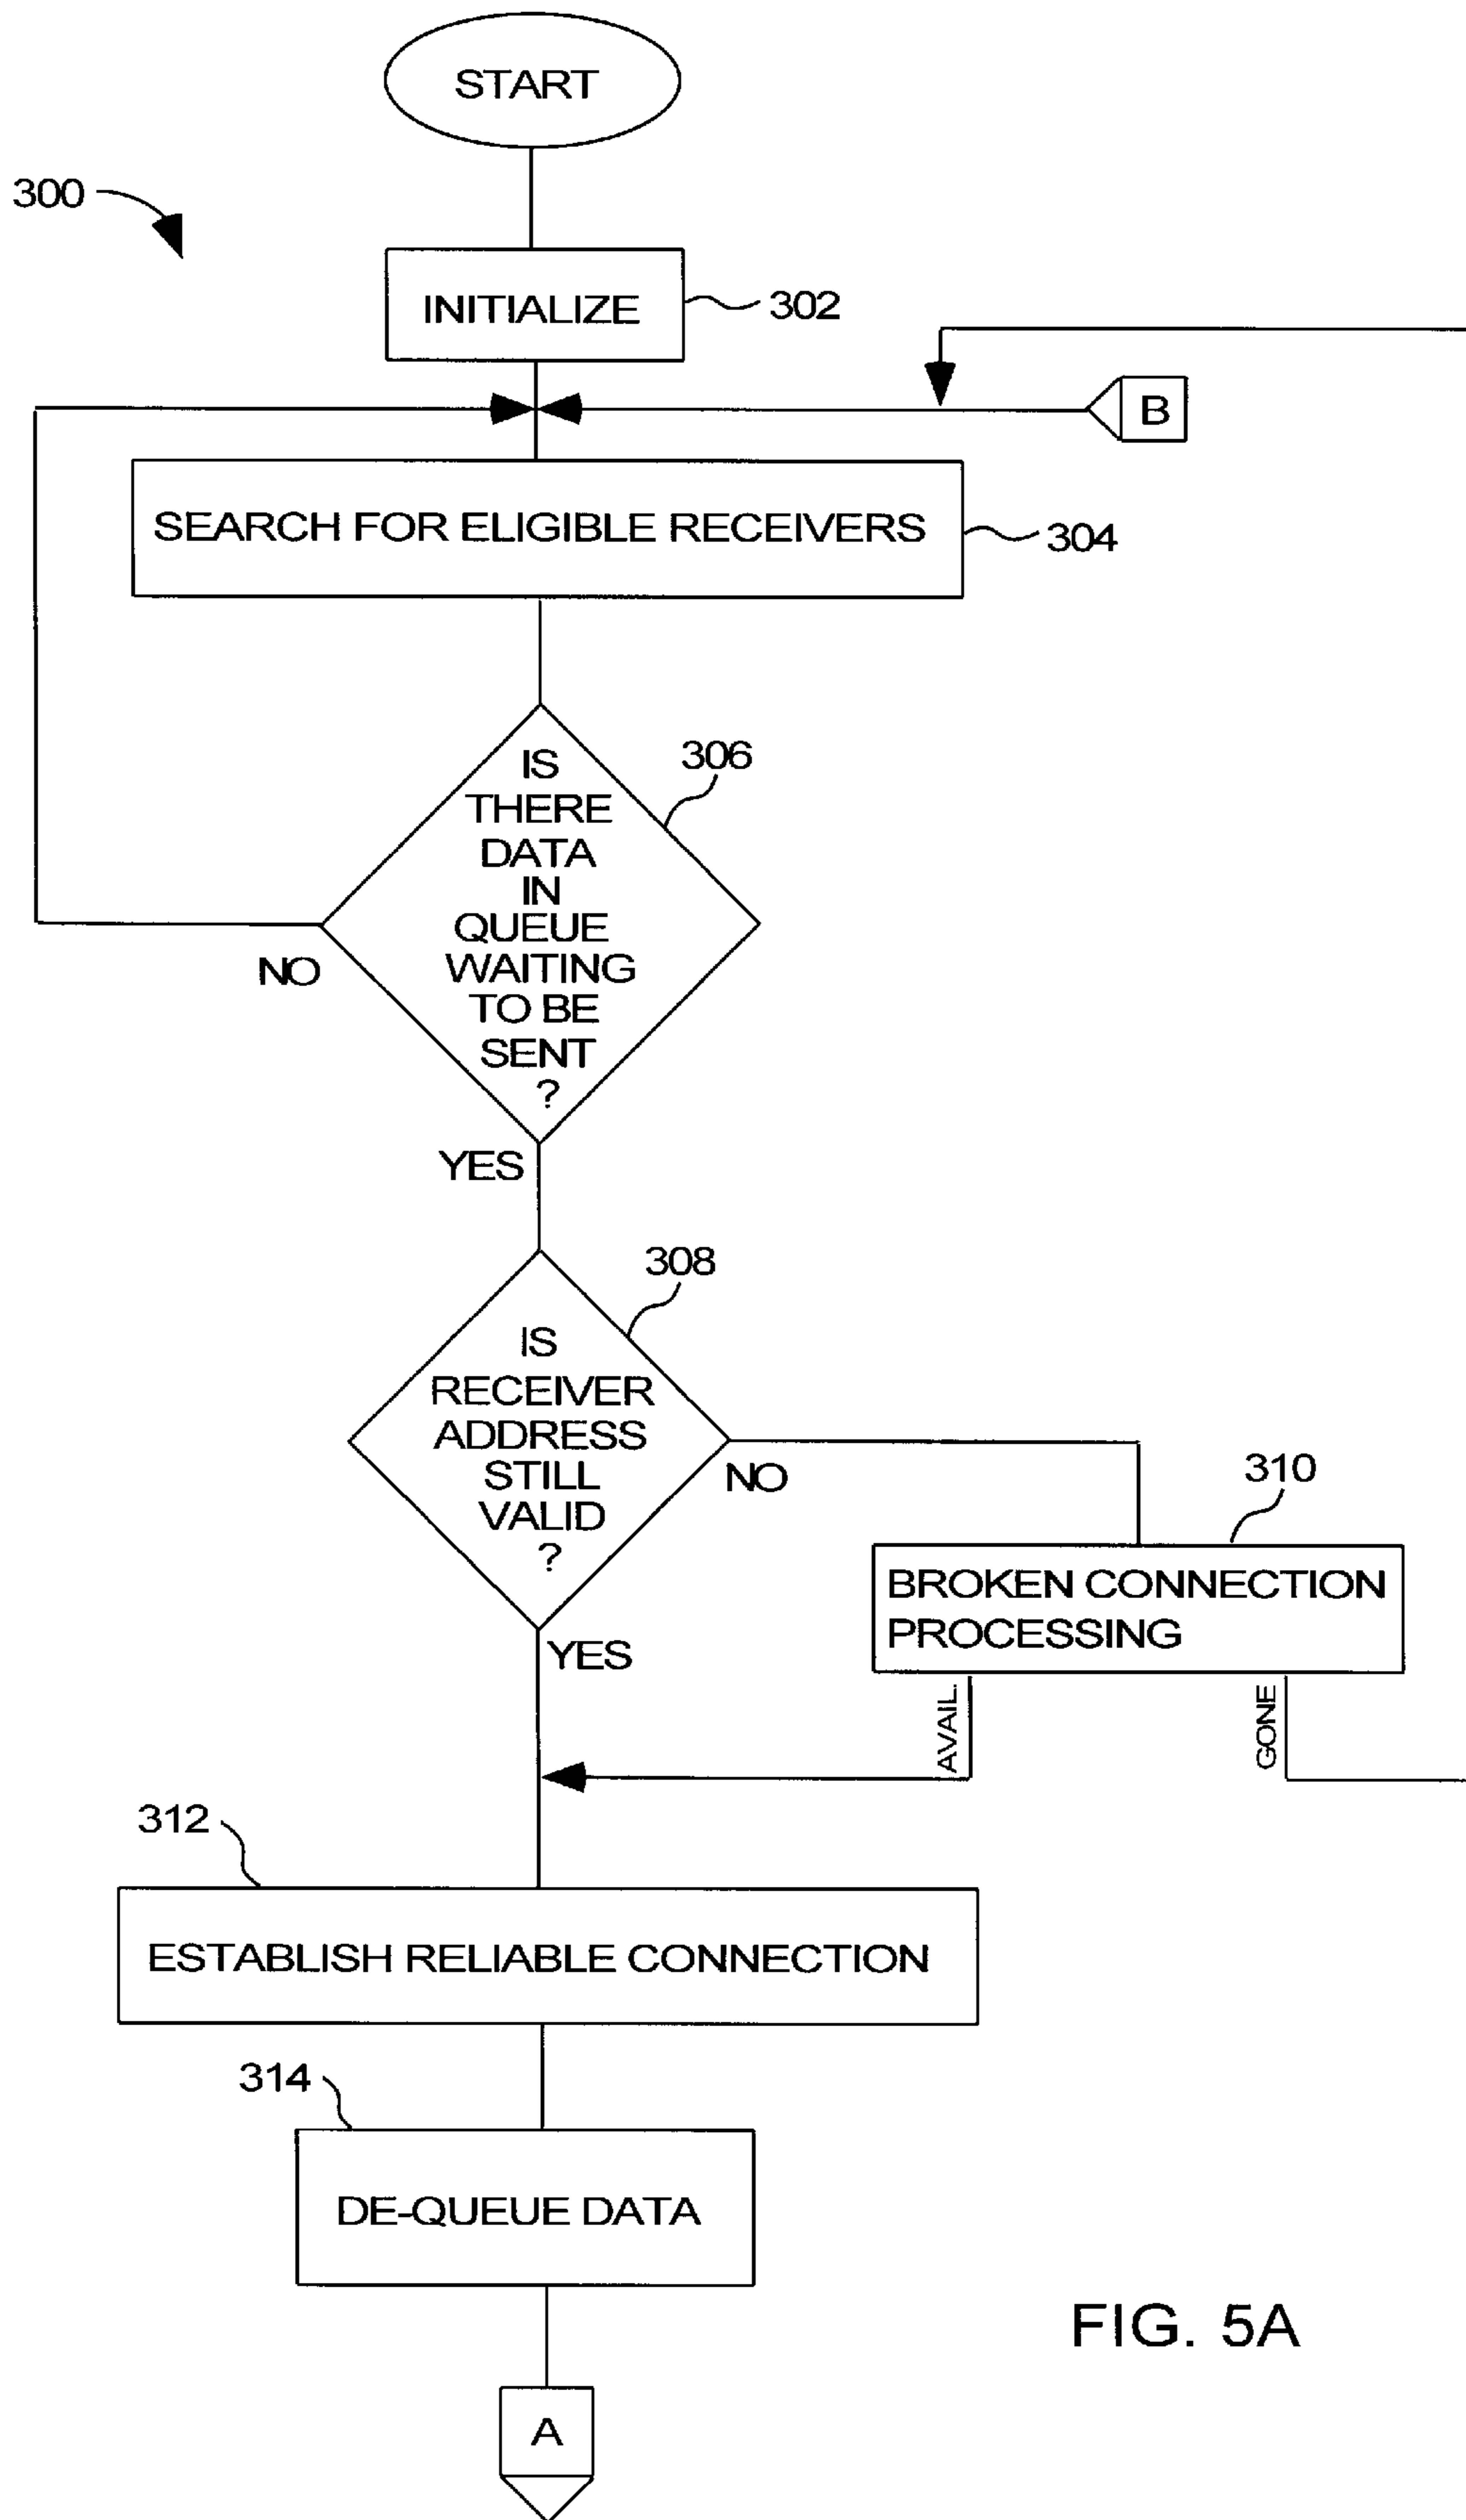 START
300
INITIALIZE
302
B
SEARCH FOR ELIGIBLE RECEIVERS
304
306
IS
THERE
DATA
IN
QUEUE
WAITING
TO BE
SENT
?
NO
YES
308
IS
RECEIVER
ADDRESS
STILL
VALID
?
NO
310
BROKEN CONNECTION
PROCESSING
YES
AVAIL.
GONE
312
ESTABLISH RELIABLE CONNECTION
314
DE-QUEUE DATA
FIG. 5A
A